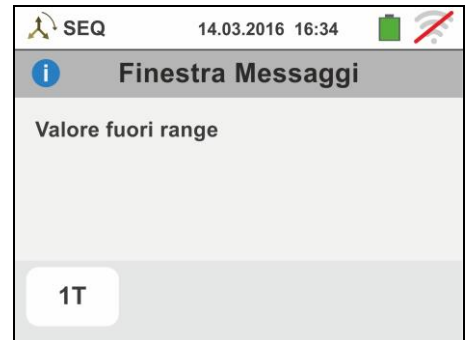 SEQ 14.03.2016 16:34
i Finestra Messaggi
Valore fuori range
1T